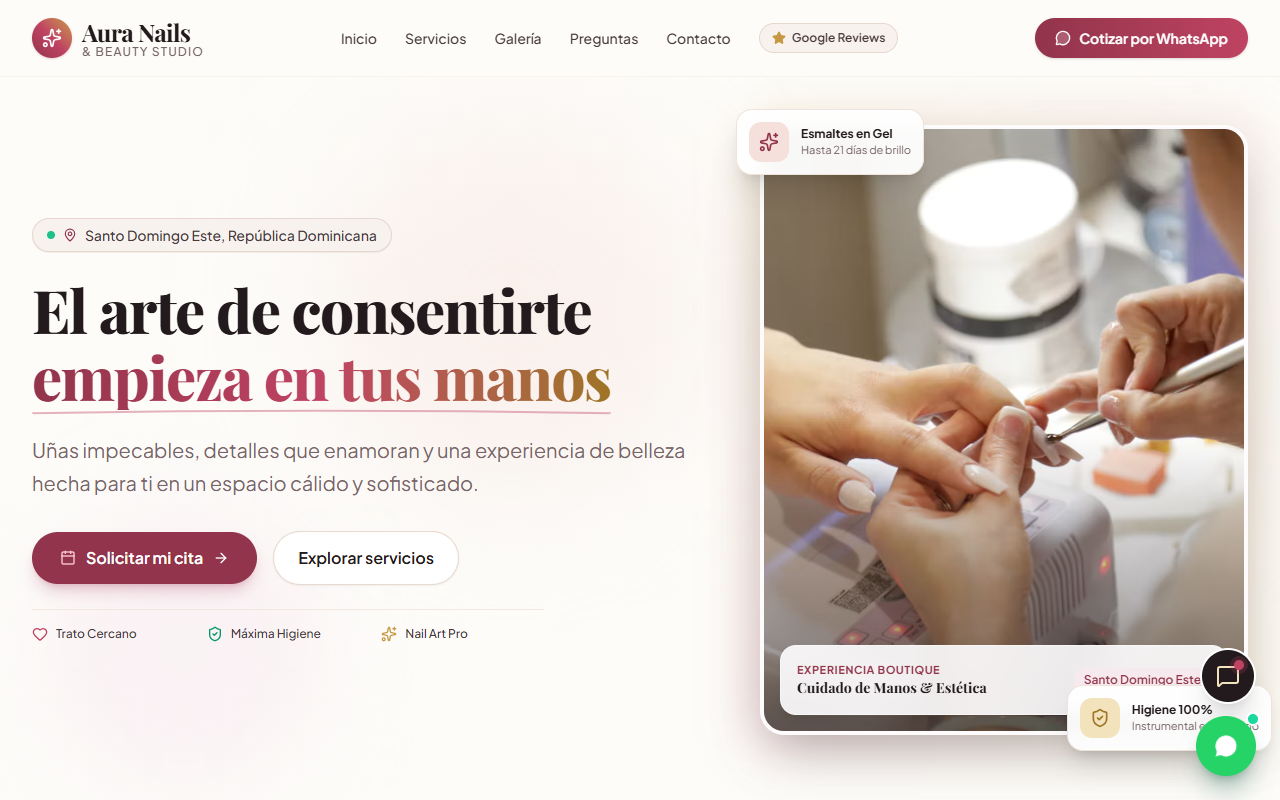 Aura Nails
& BEAUTY STUDIO
Inicio
Servicios
Galería
Preguntas
Contacto
Google Reviews
Cotizar por WhatsApp
Esmaltes en Gel
Hasta 21 días de brillo
Santo Domingo Este, República Dominicana
El arte de consentirte
empieza en tus manos
Uñas impecables, detalles que enamoran y una experiencia de belleza
hecha para ti en un espacio cálido y sofisticado.
Solicitar mi cita
Explorar servicios
Trato Cercano
Máxima Higiene
Nail Art Pro
EXPERIENCIA BOUTIQUE
Cuidado de Manos & Estética
Santo Domingo Este
Higiene 100%
Instrumental